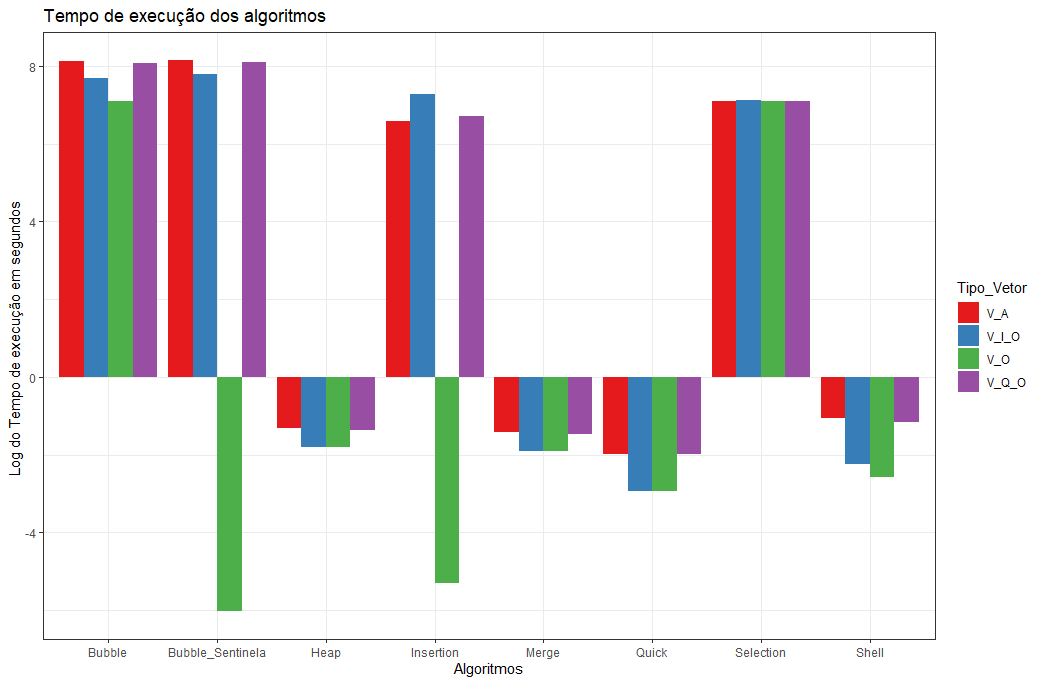 Tempo de execução dos algoritmos
Log do Tempo de execução em segundos
8
4
0
-4
Bubble
Bubble_Sentinela
Heap
Insertion
Merge
Quick
Selection
Shell
Algoritmos
Tipo_Vetor
V_A
V_I_O
V_O
V_Q_O